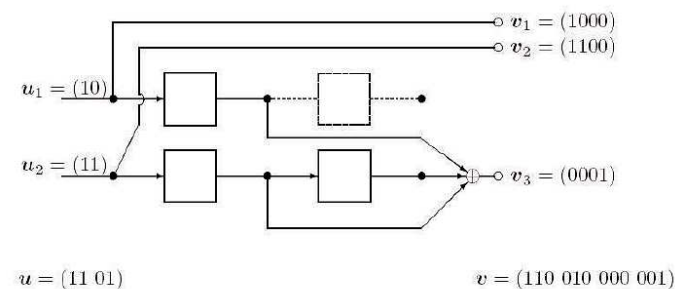 v₁ = (1000)
v₂ = (1100)
u₁ = (10)
u₂ = (11)
v₃ = (0001)
u = (11 01)
v = (110 010 000 001)